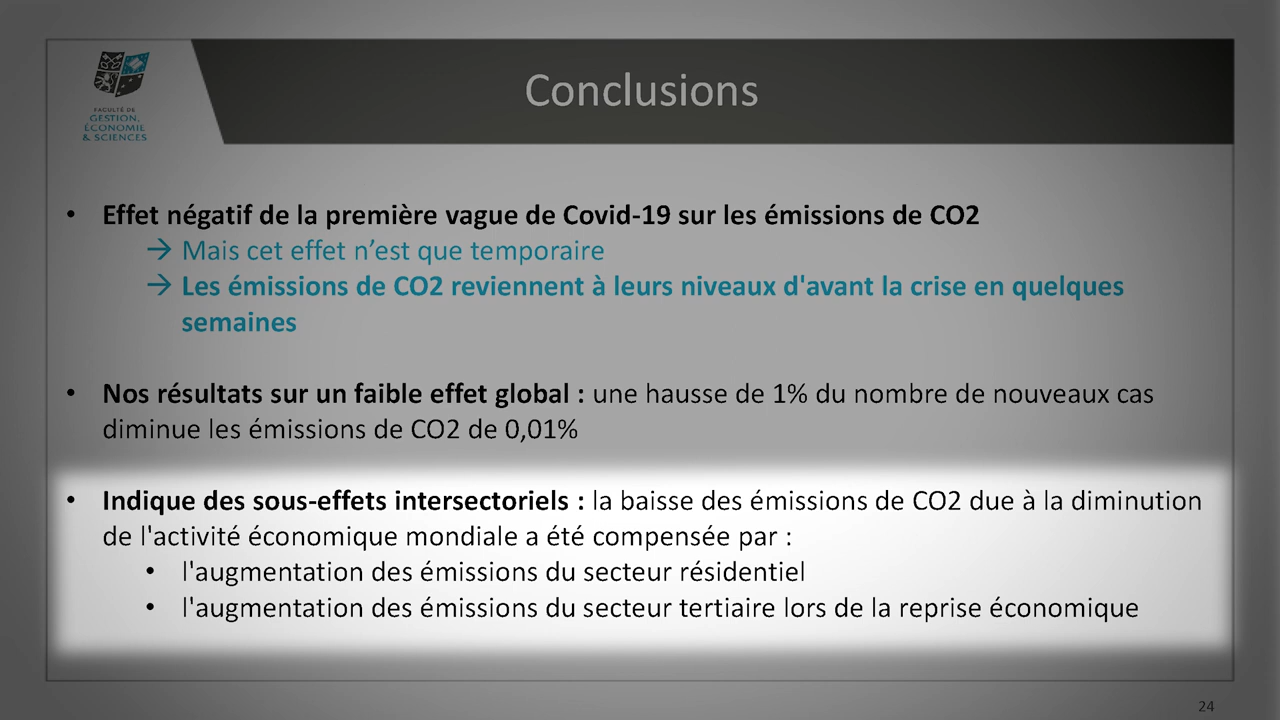 FACULTÉ DE
GESTION,
ÉCONOMIE
& SCIENCES
Conclusions
• Effet négatif de la première vague de Covid-19 sur les émissions de CO2
→ Mais cet effet n’est que temporaire
→ Les émissions de CO2 reviennent à leurs niveaux d'avant la crise en quelques
semaines
• Nos résultats sur un faible effet global : une hausse de 1% du nombre de nouveaux cas
diminue les émissions de CO2 de 0,01%
• Indique des sous-effets intersectoriels : la baisse des émissions de CO2 due à la diminution
de l'activité économique mondiale a été compensée par :
• l'augmentation des émissions du secteur résidentiel
• l'augmentation des émissions du secteur tertiaire lors de la reprise économique
24